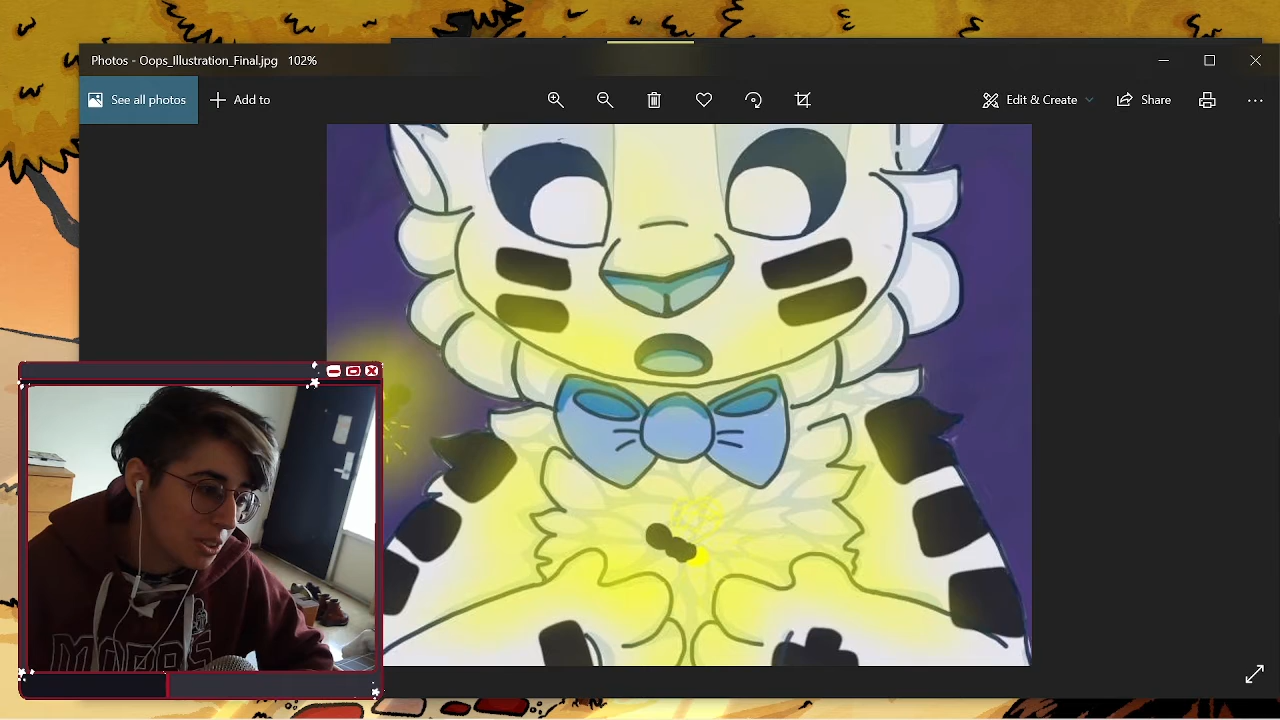 Photos - Oops_Illustration_Final.jpg 102%
See all photos
Add to
Edit & Create
Share